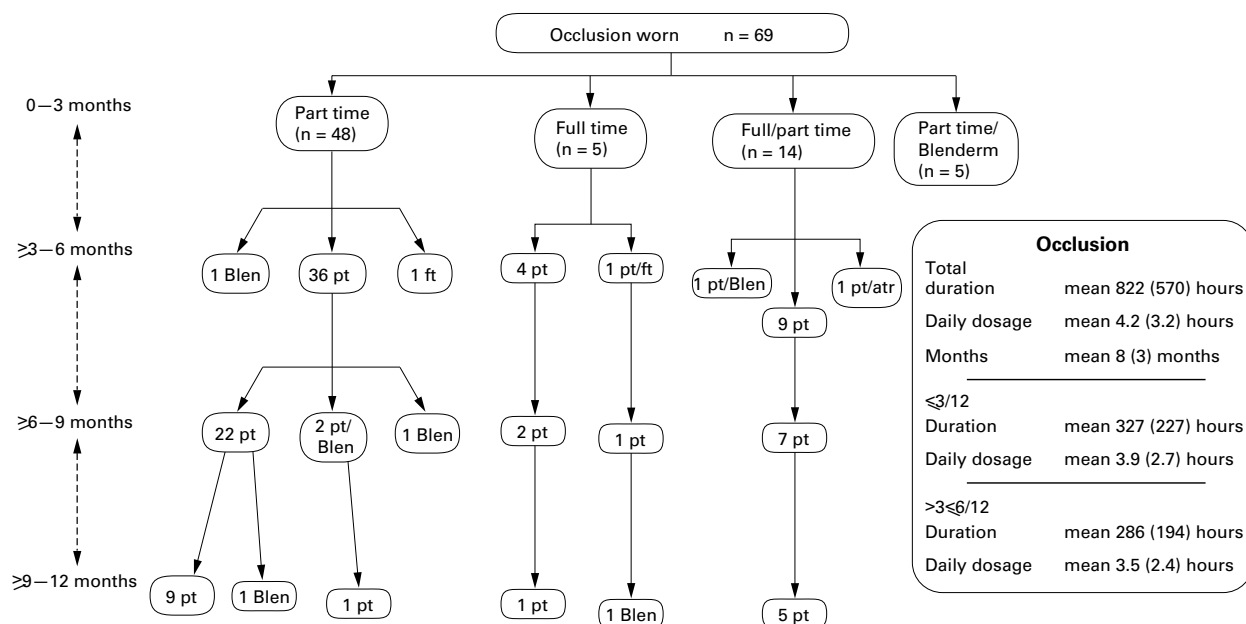 Occlusion worn n = 69
0–3 months
Part time
(n = 48)
Full time
(n = 5)
Full/part time
(n = 14)
Part time/
Blenderm
(n = 5)
⩾3–6 months
1 Blen
36 pt
1 ft
4 pt
1 pt/ft
1 pt/Blen
1 pt/atr
9 pt
⩾6–9 months
22 pt
2 pt/
Blen
1 Blen
2 pt
1 pt
7 pt
⩾9–12 months
9 pt
1 Blen
1 pt
1 pt
1 Blen
5 pt
Occlusion
Total
duration mean 822 (570) hours
Daily dosage mean 4.2 (3.2) hours
Months mean 8 (3) months
⩽3/12
Duration mean 327 (227) hours
Daily dosage mean 3.9 (2.7) hours
>3⩽6/12
Duration mean 286 (194) hours
Daily dosage mean 3.5 (2.4) hours